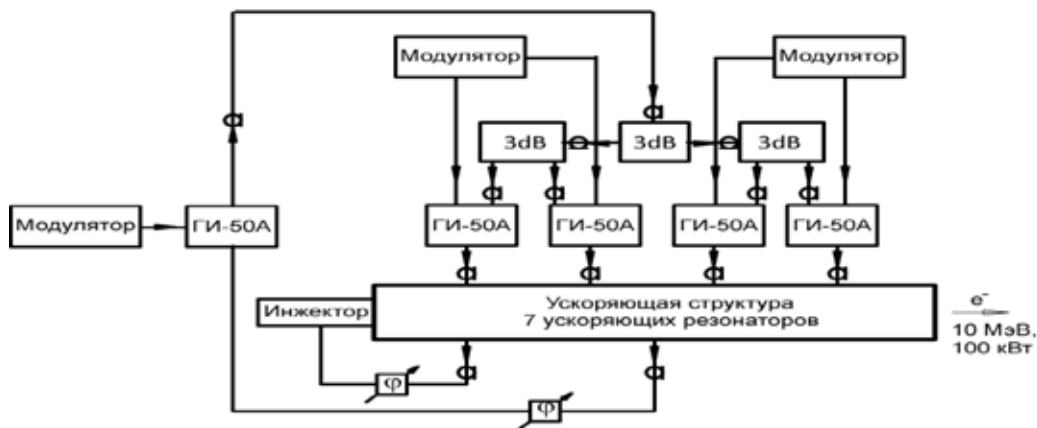 Модулятор
Модулятор
3dB
3dB
3dB
Модулятор
ГИ-50А
ГИ-50А
ГИ-50А
ГИ-50А
ГИ-50А
Инжектор
Ускоряющая структура
7 ускоряющих резонаторов
e⁻
10 МэВ,
100 кВт
φ
φ